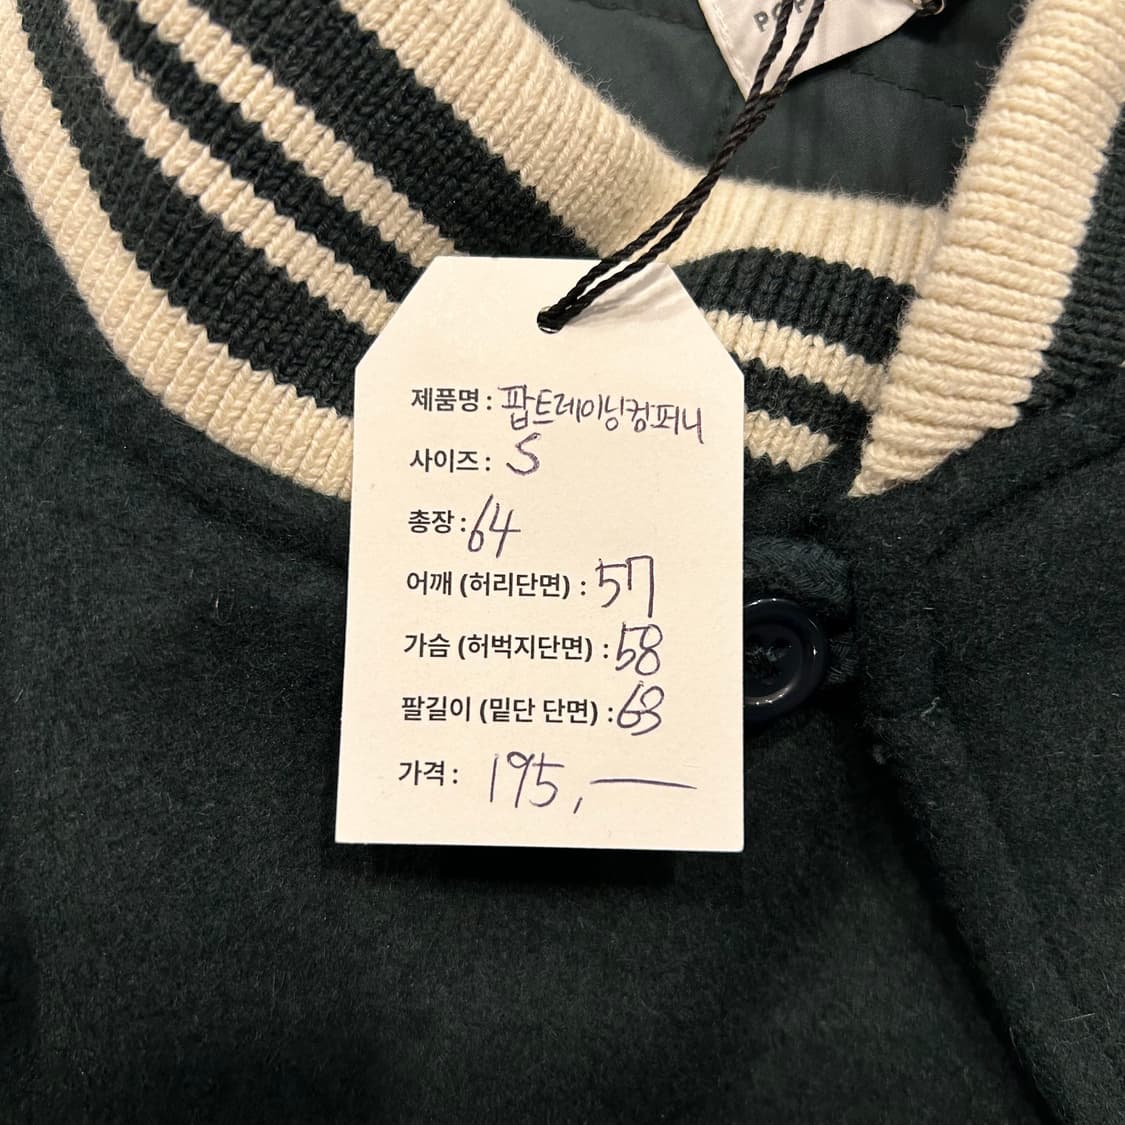 제품명 : 팝트레이닝컴퍼니
사이즈 : S
총장 : 64
어깨 (허리단면) : 57
가슴 (허벅지단면) : 58
팔길이 (밑단 단면) : 63
가격 : 195,—